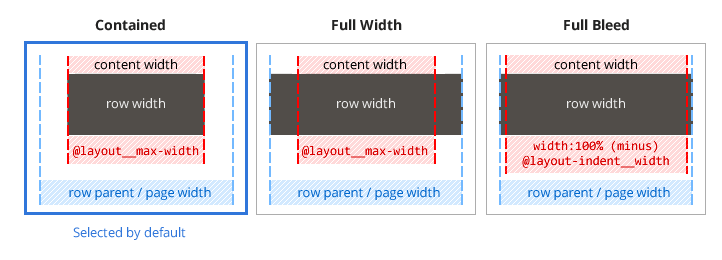 Contained
content width
row width
@layout__max-width
row parent / page width
Selected by default
Full Width
content width
row width
@layout__max-width
row parent / page width
Full Bleed
content width
row width
width:100% (minus)
@layout-indent__width
row parent / page width